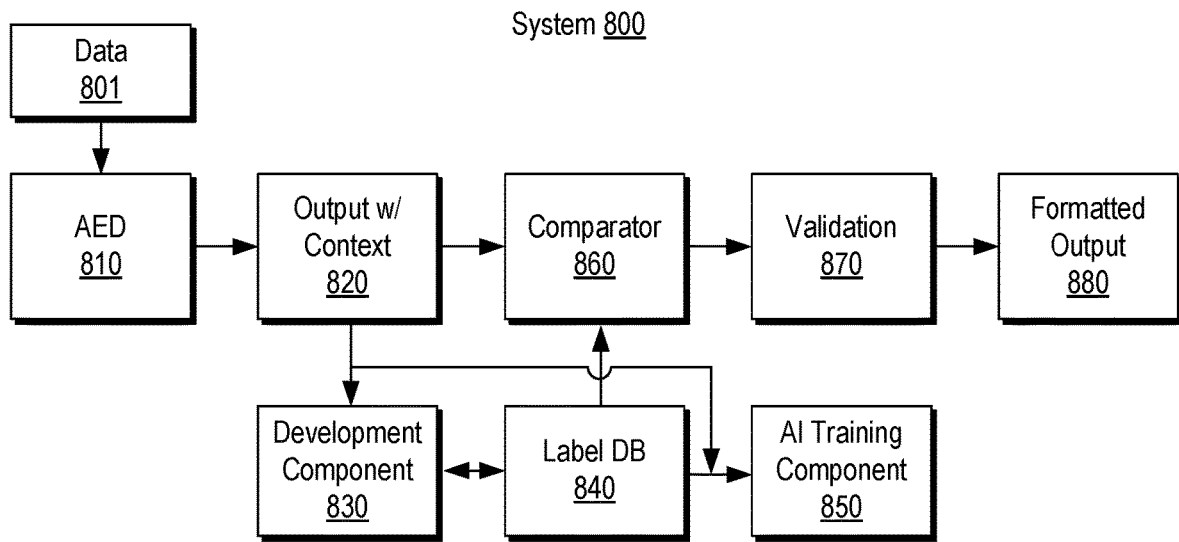 System 800
Data
801
AED
810
Output w/
Context
820
Comparator
860
Validation
870
Formatted
Output
880
Development
Component
830
Label DB
840
AI Training
Component
850